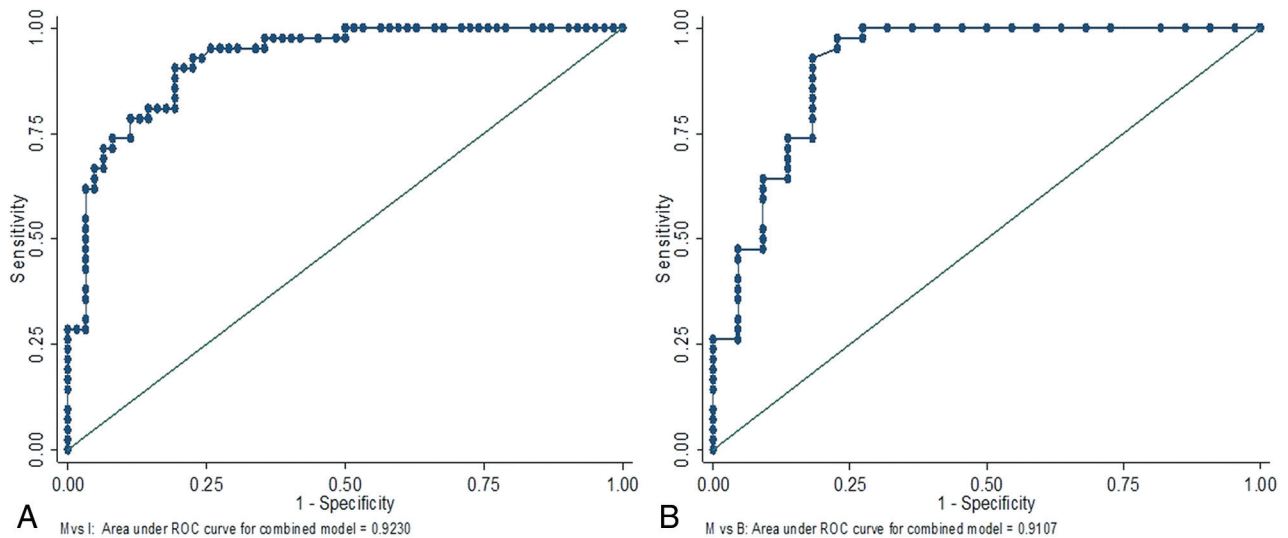 1.00
0.75
0.50
0.25
0.00
Sensitivity
0.00 0.25 0.50 0.75 1.00
1 - Specificity
A
M vs I: Area under ROC curve for combined model = 0.9230
1.00
0.75
0.50
0.25
0.00
Sensitivity
0.00 0.25 0.50 0.75 1.00
1 - Specificity
B
M vs B: Area under ROC curve for combined model = 0.9107